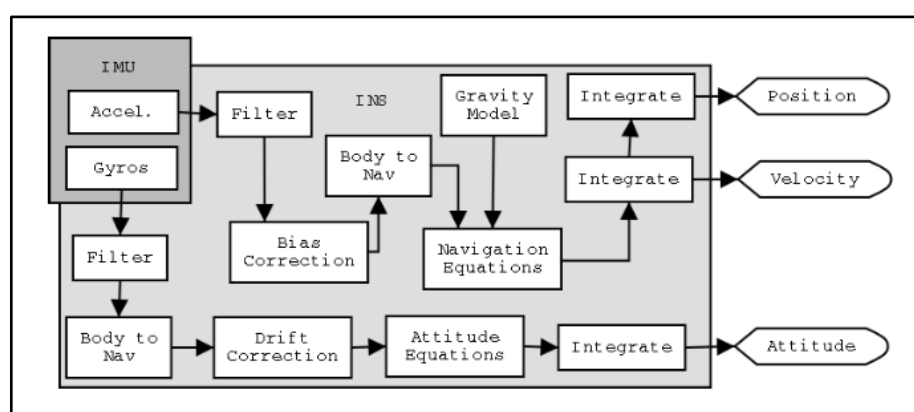 IMU
Accel.
Gyros
Filter
INS
Gravity
Model
Integrate
Position
Body to
Nav
Integrate
Velocity
Filter
Bias
Correction
Navigation
Equations
Body to
Nav
Drift
Correction
Attitude
Equations
Integrate
Attitude